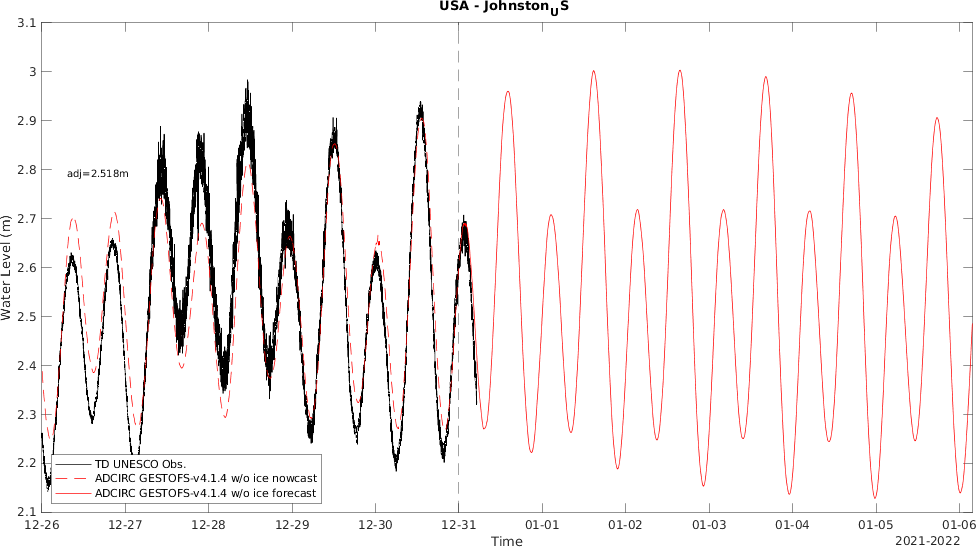 USA - JohnstonUS
3.1
3
2.9
2.8
2.7
2.6
2.5
2.4
2.3
2.2
2.1
Water Level (m)
adj=2.518m
TD UNESCO Obs.
ADCIRC GESTOFS-v4.1.4 w/o ice nowcast
ADCIRC GESTOFS-v4.1.4 w/o ice forecast
12-26 12-27 12-28 12-29 12-30 12-31 01-01 01-02 01-03 01-04 01-05 01-06
Time
2021-2022